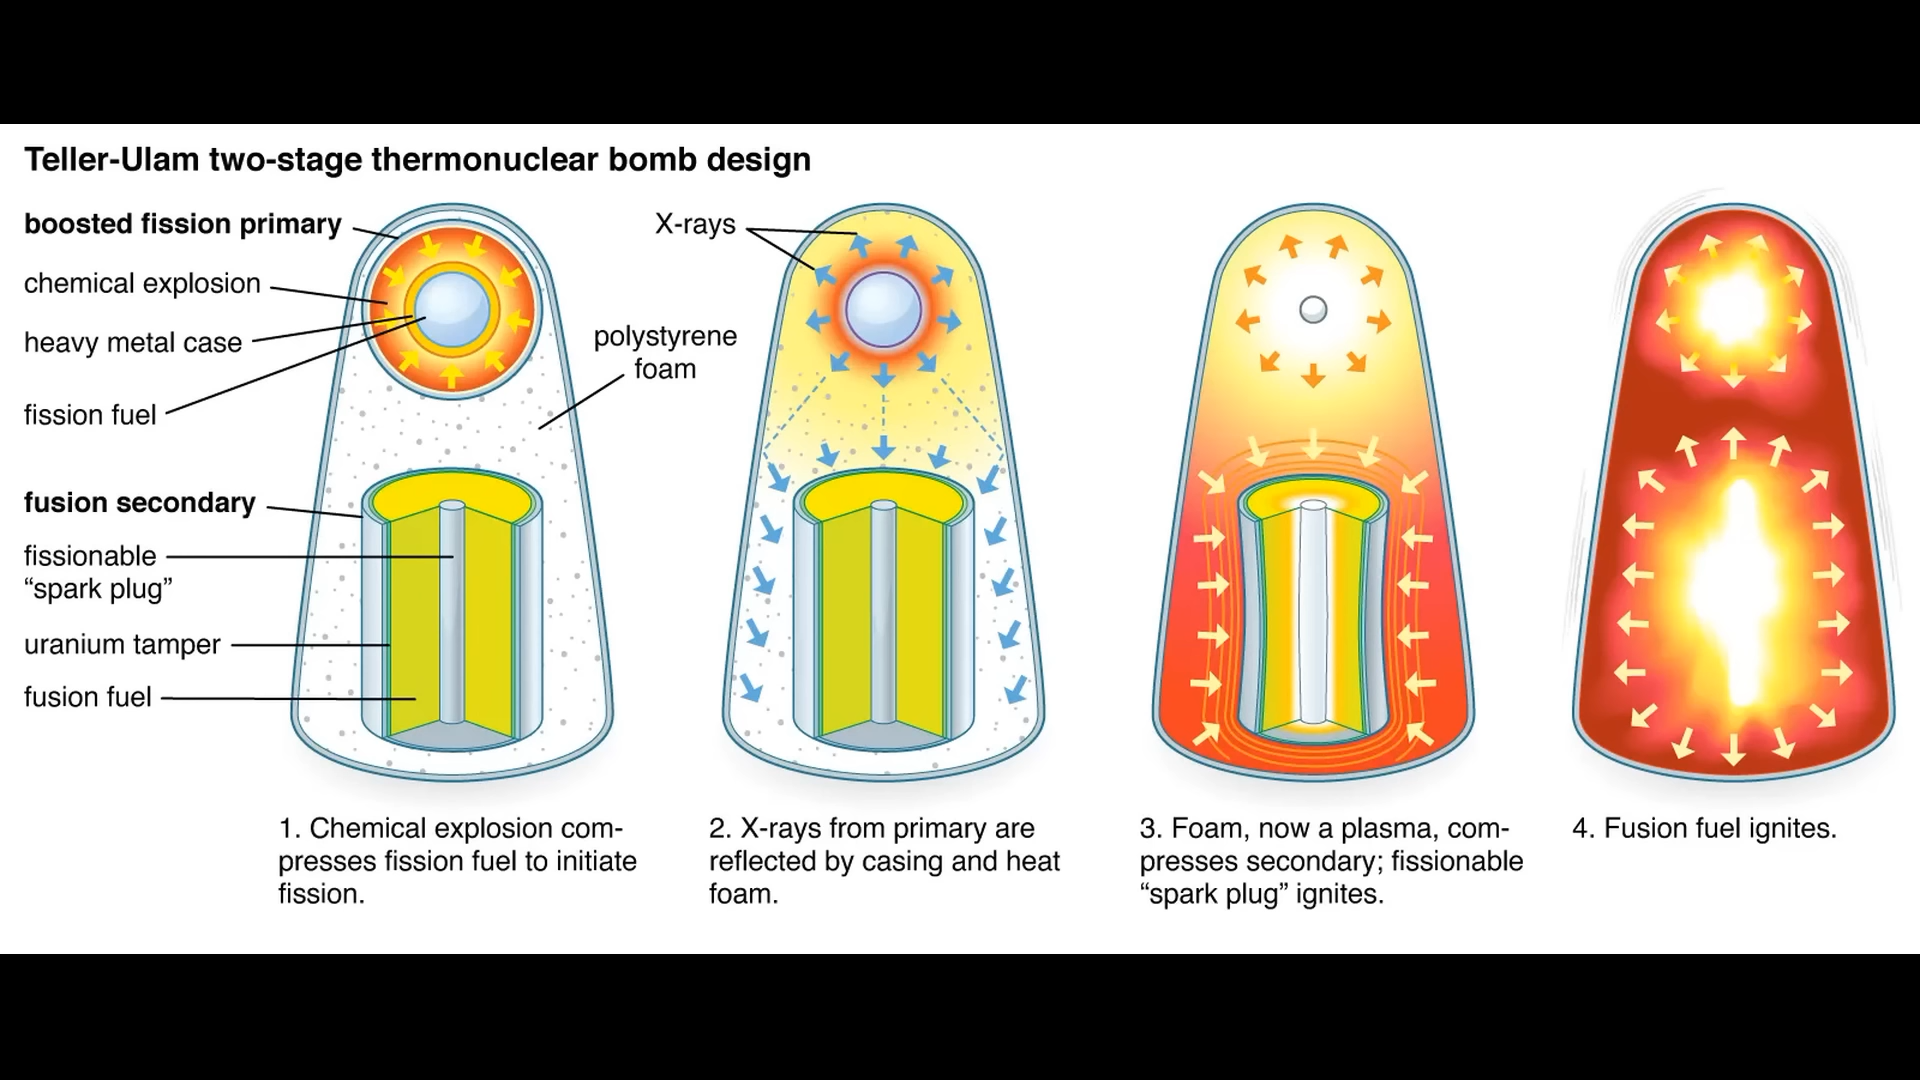 Teller-Ulam two-stage thermonuclear bomb design
boosted fission primary
chemical explosion
heavy metal case
fission fuel
fusion secondary
fissionable
“spark plug”
uranium tamper
fusion fuel
X-rays
polystyrene
foam
1. Chemical explosion com-
presses fission fuel to initiate
fission.
2. X-rays from primary are
reflected by casing and heat
foam.
3. Foam, now a plasma, com-
presses secondary; fissionable
“spark plug” ignites.
4. Fusion fuel ignites.